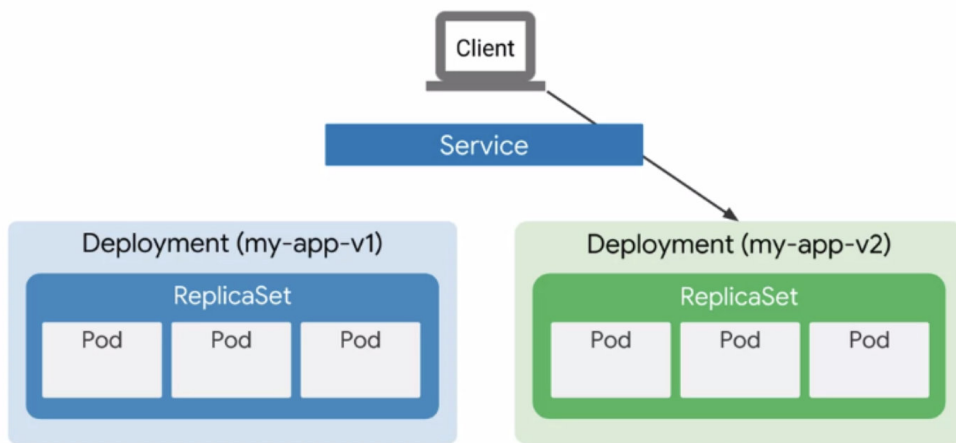 Client
Service
Deployment (my-app-v1)
ReplicaSet
Pod Pod Pod
Deployment (my-app-v2)
ReplicaSet
Pod Pod Pod